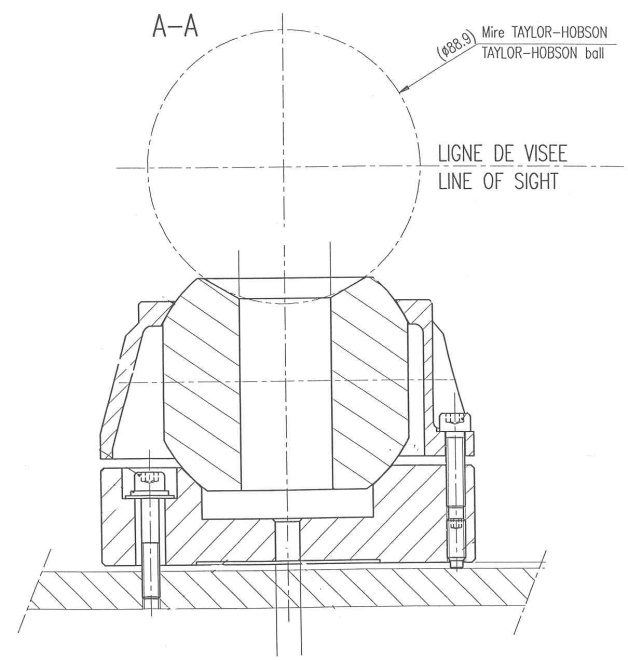 A-A
(ø88.9)
Mire TAYLOR-HOBSON
TAYLOR-HOBSON ball
LIGNE DE VISEE
LINE OF SIGHT